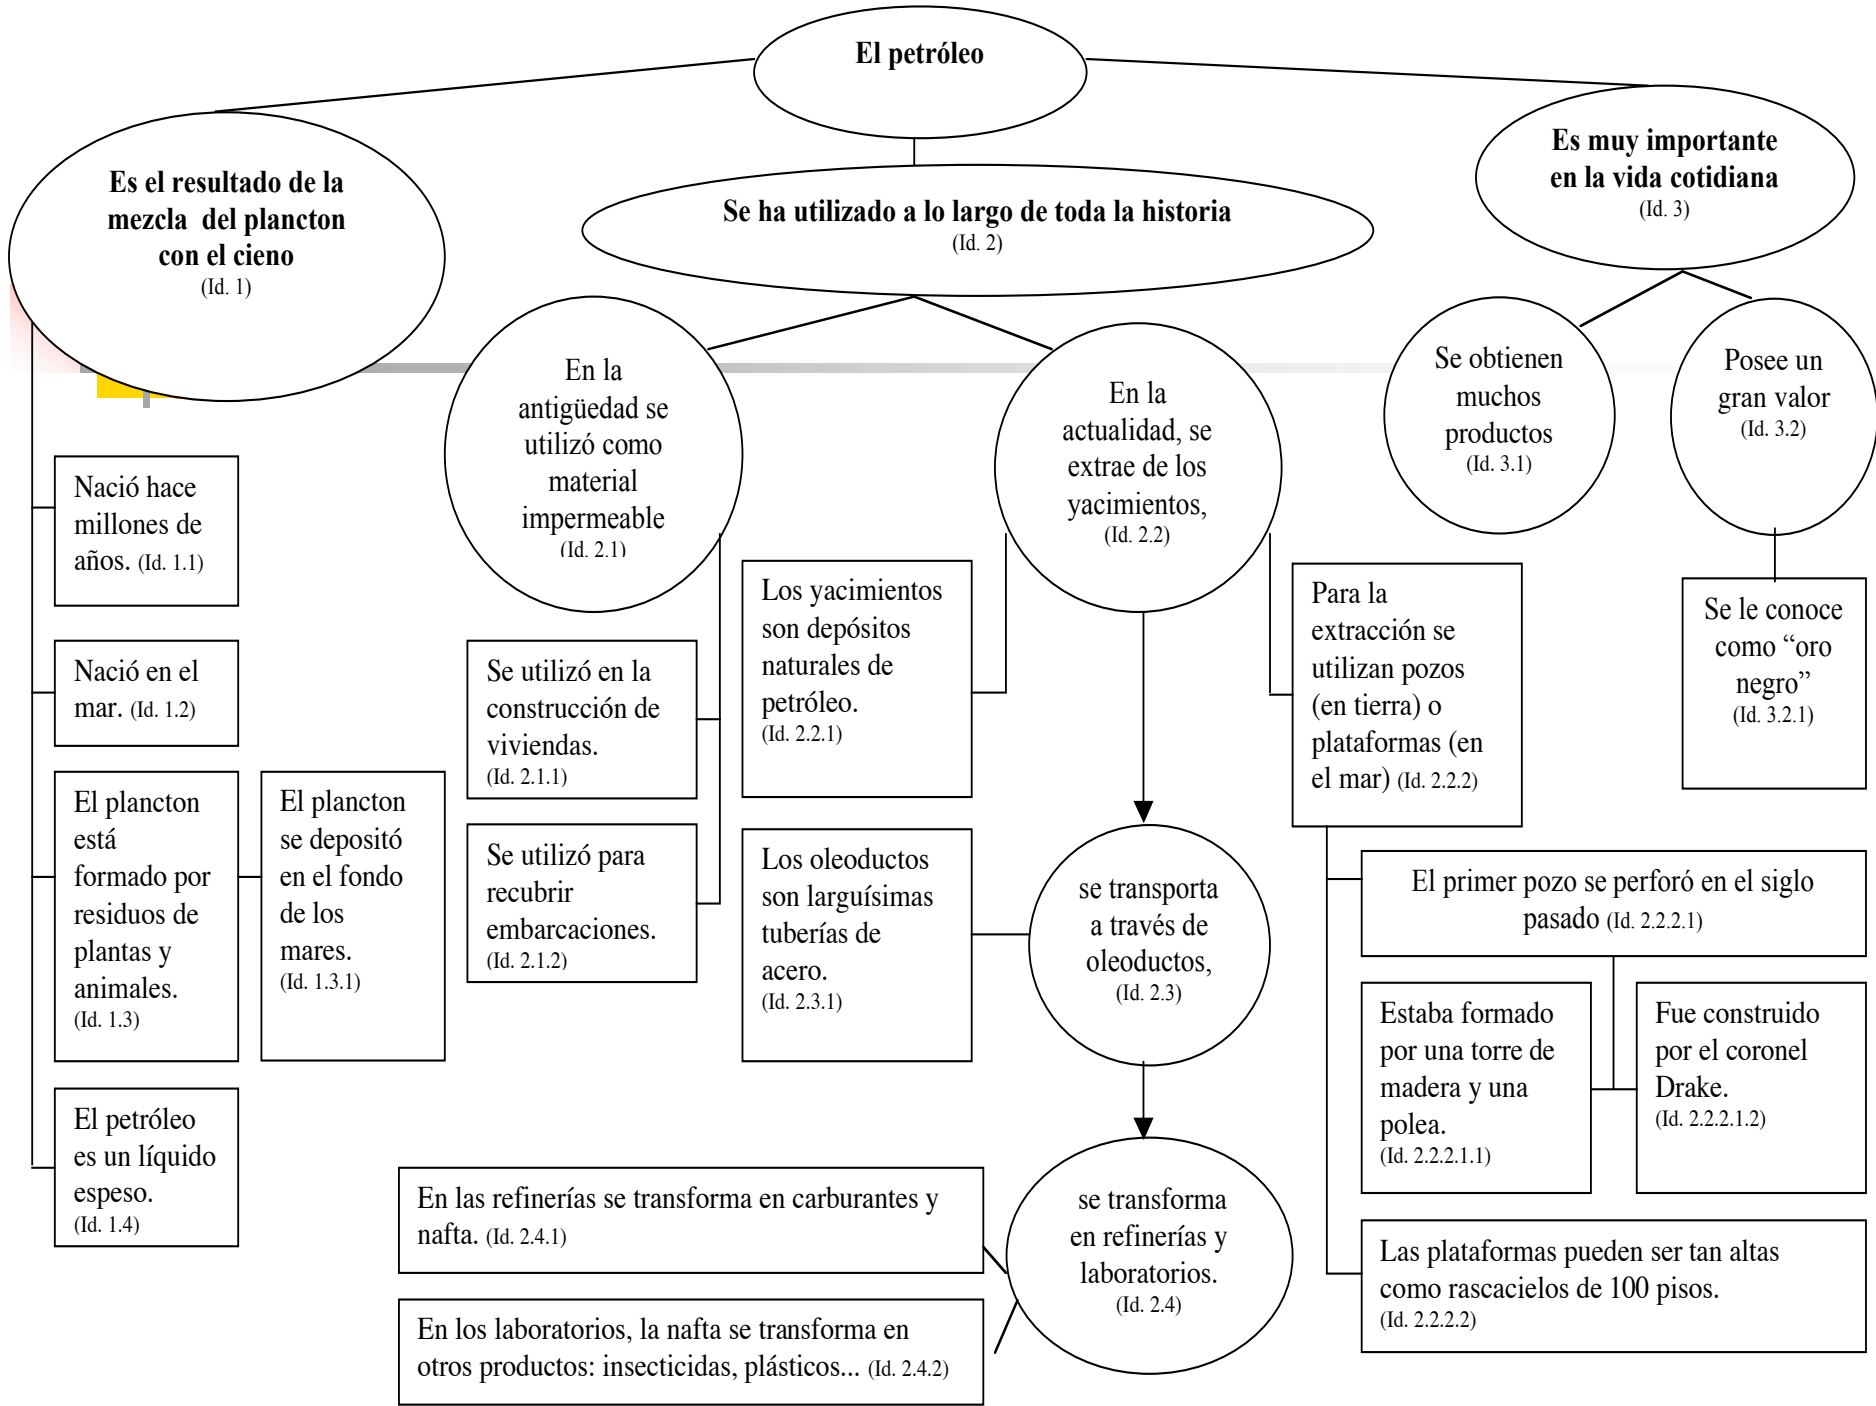 El petróleo
Es el resultado de la
mezcla del plancton
con el cieno
(Id. 1)
Se ha utilizado a lo largo de toda la historia
(Id. 2)
Es muy importante
en la vida cotidiana
(Id. 3)
Nació hace
millones de
años. (Id. 1.1)
Nació en el
mar. (Id. 1.2)
El plancton
está
formado por
residuos de
plantas y
animales.
(Id. 1.3)
El plancton
se depositó
en el fondo
de los
mares.
(Id. 1.3.1)
El petróleo
es un líquido
espeso.
(Id. 1.4)
En la
antigüedad se
utilizó como
material
impermeable
(Id. 2.1)
Se utilizó en la
construcción de
viviendas.
(Id. 2.1.1)
Se utilizó para
recubrir
embarcaciones.
(Id. 2.1.2)
En la
actualidad, se
extrae de los
yacimientos,
(Id. 2.2)
Los yacimientos
son depósitos
naturales de
petróleo.
(Id. 2.2.1)
Para la
extracción se
utilizan pozos
(en tierra) o
plataformas (en
el mar) (Id. 2.2.2)
El primer pozo se perforó en el siglo
pasado (Id. 2.2.2.1)
Estaba formado
por una torre de
madera y una
polea.
(Id. 2.2.2.1.1)
Fue construido
por el coronel
Drake.
(Id. 2.2.2.1.2)
Las plataformas pueden ser tan altas
como rascacielos de 100 pisos.
(Id. 2.2.2.2)
se transporta
a través de
oleoductos,
(Id. 2.3)
Los oleoductos
son larguísimas
tuberías de
acero.
(Id. 2.3.1)
se transforma
en refinerías y
laboratorios.
(Id. 2.4)
En las refinerías se transforma en carburantes y
nafta. (Id. 2.4.1)
En los laboratorios, la nafta se transforma en
otros productos: insecticidas, plásticos... (Id. 2.4.2)
Se obtienen
muchos
productos
(Id. 3.1)
Posee un
gran valor
(Id. 3.2)
Se le conoce
como “oro
negro”
(Id. 3.2.1)